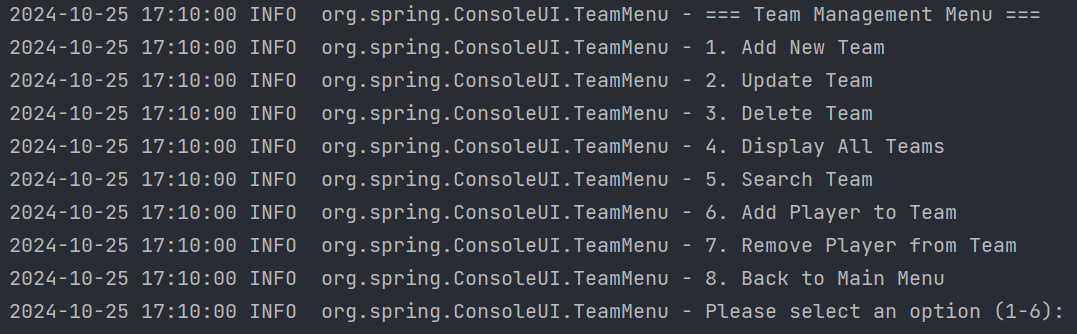 2024-10-25 17:10:00 INFO  org.spring.ConsoleUI.TeamMenu - === Team Management Menu ===
2024-10-25 17:10:00 INFO  org.spring.ConsoleUI.TeamMenu - 1. Add New Team
2024-10-25 17:10:00 INFO  org.spring.ConsoleUI.TeamMenu - 2. Update Team
2024-10-25 17:10:00 INFO  org.spring.ConsoleUI.TeamMenu - 3. Delete Team
2024-10-25 17:10:00 INFO  org.spring.ConsoleUI.TeamMenu - 4. Display All Teams
2024-10-25 17:10:00 INFO  org.spring.ConsoleUI.TeamMenu - 5. Search Team
2024-10-25 17:10:00 INFO  org.spring.ConsoleUI.TeamMenu - 6. Add Player to Team
2024-10-25 17:10:00 INFO  org.spring.ConsoleUI.TeamMenu - 7. Remove Player from Team
2024-10-25 17:10:00 INFO  org.spring.ConsoleUI.TeamMenu - 8. Back to Main Menu
2024-10-25 17:10:00 INFO  org.spring.ConsoleUI.TeamMenu - Please select an option (1-6):